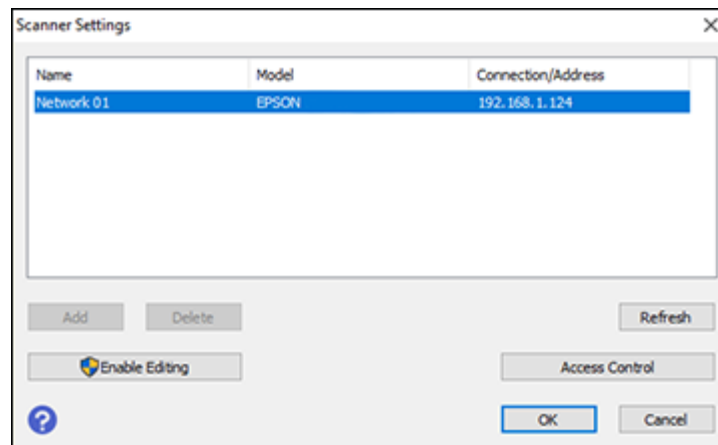 Scanner Settings
Name Model Connection/Address
Network 01 EPSON 192.168.1.124
Add Delete Refresh
Enable Editing Access Control
? OK Cancel